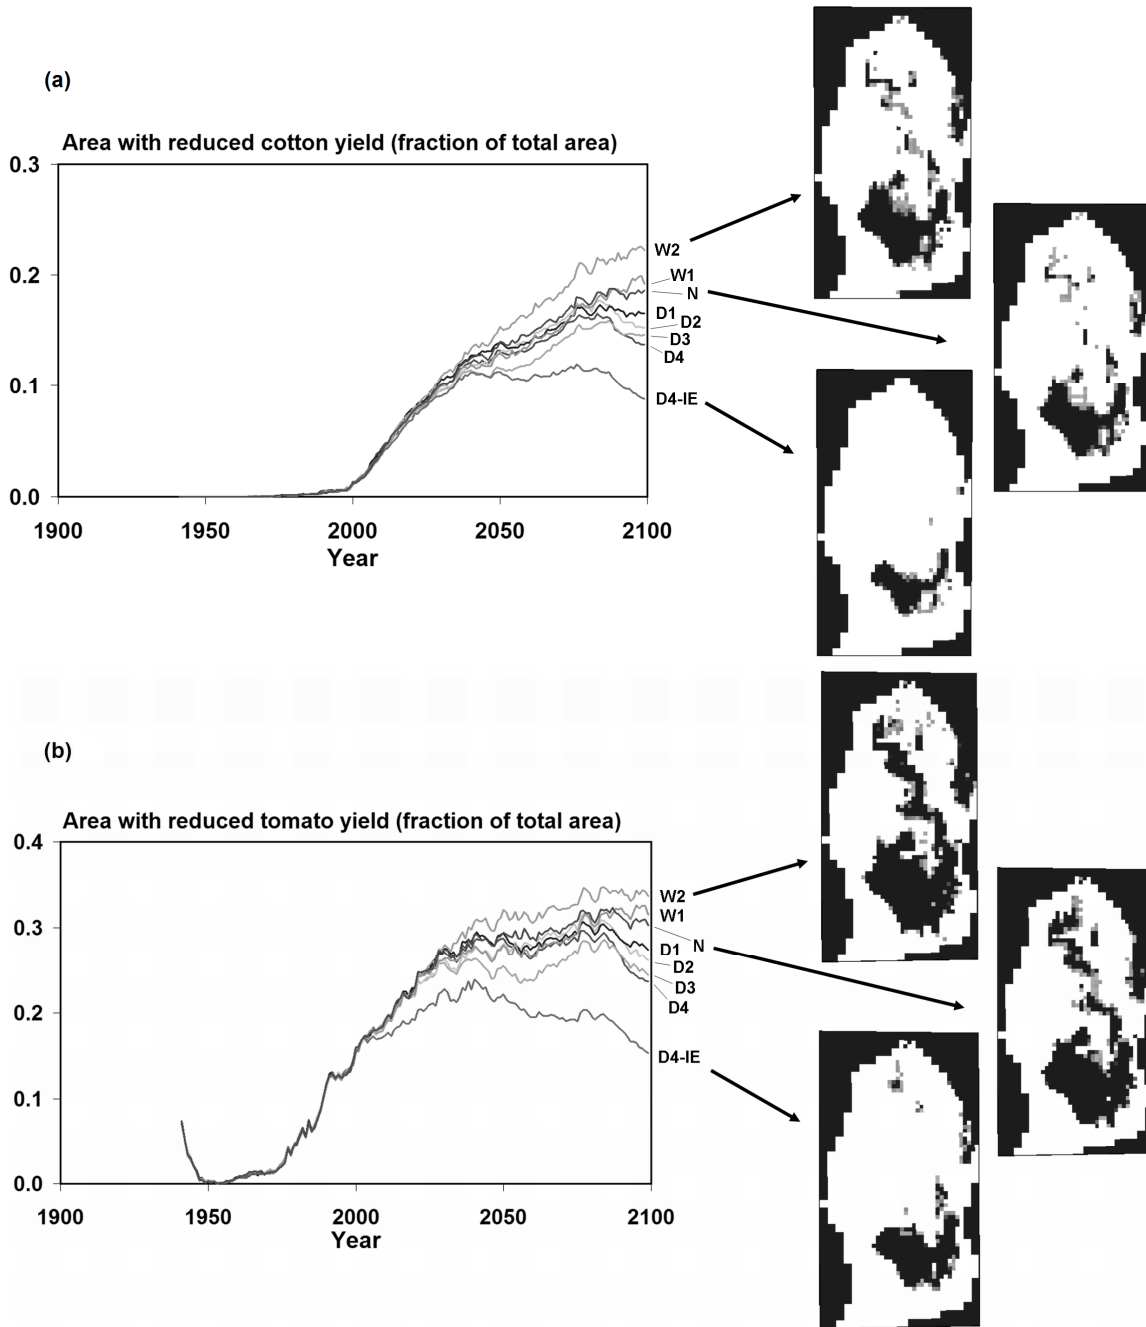 (a)
Area with reduced cotton yield (fraction of total area)
0.3
0.2
0.1
0.0
1900 1950 2000 2050 2100
Year
W2
W1
N
D1
D2
D3
D4
D4-IE
(b)
Area with reduced tomato yield (fraction of total area)
0.4
0.3
0.2
0.1
0.0
1900 1950 2000 2050 2100
Year
W2
W1
N
D1
D2
D3
D4
D4-IE